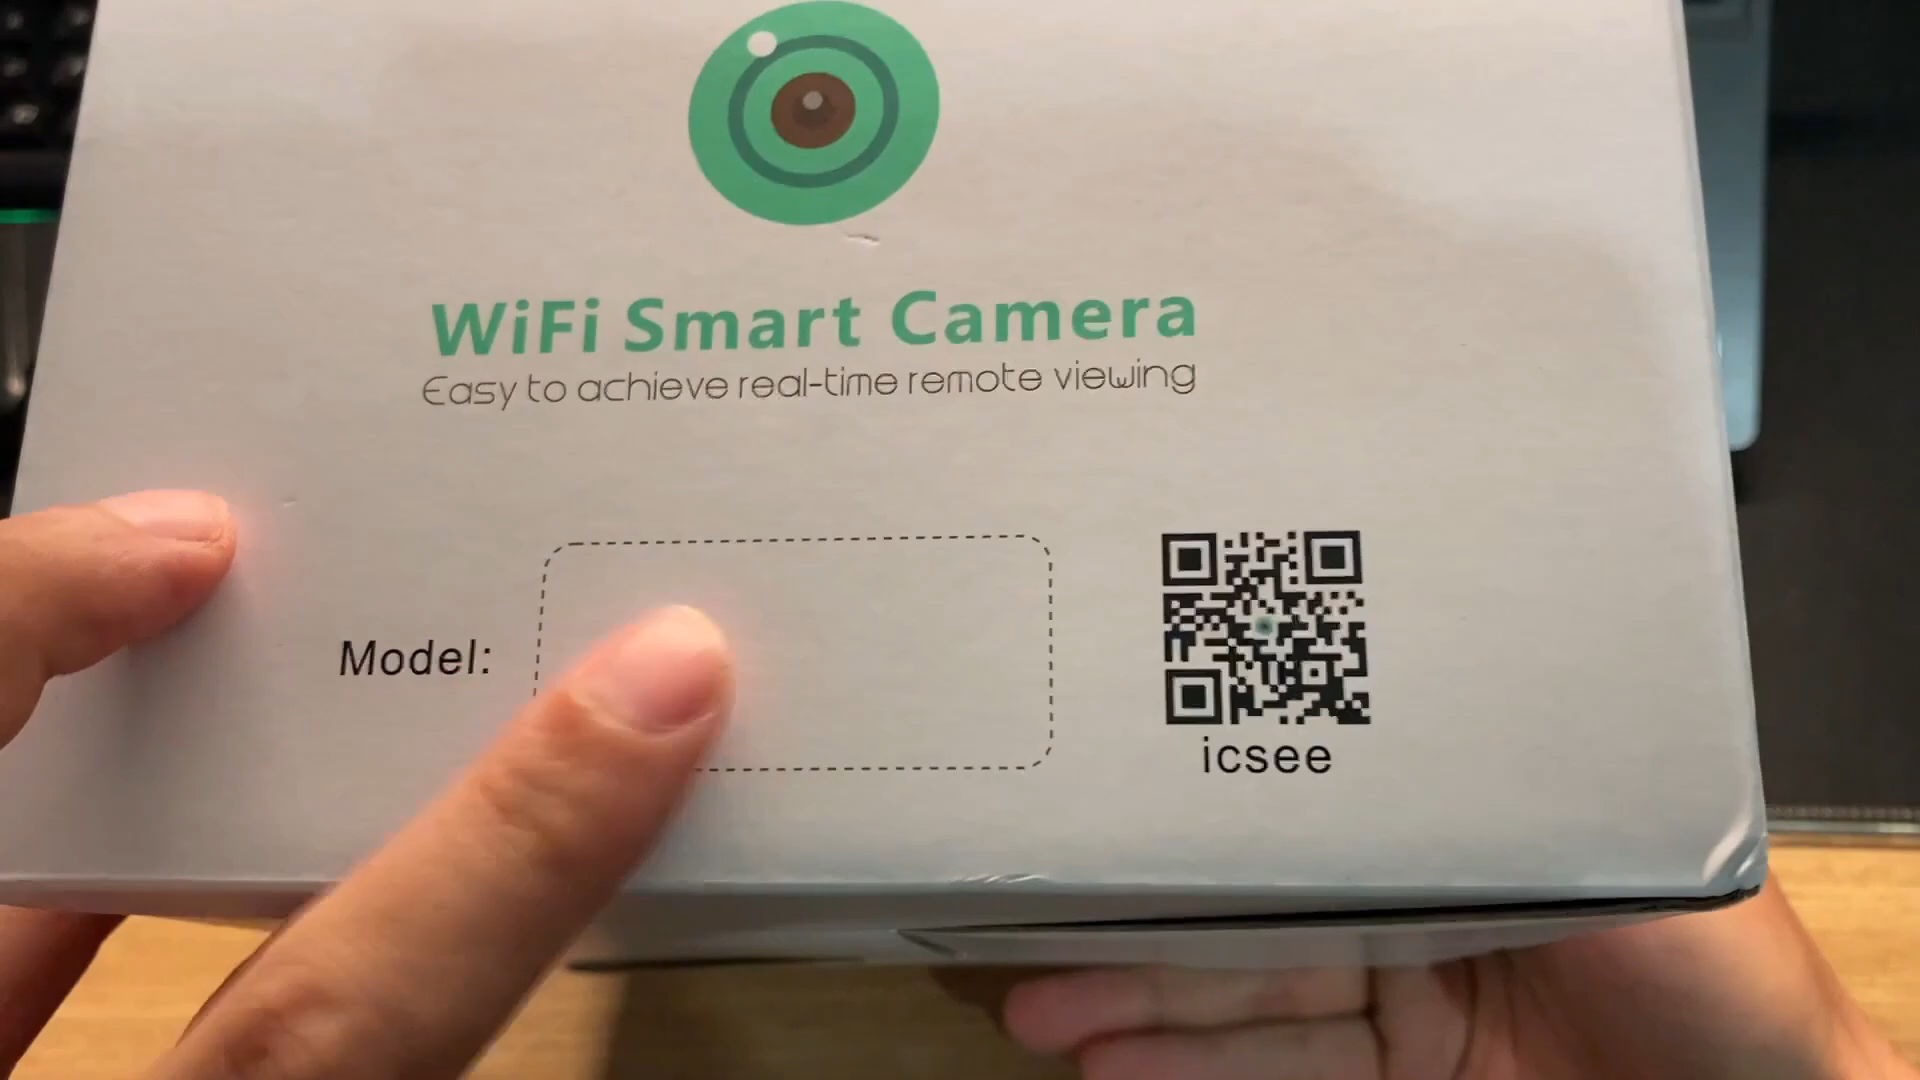 WiFi Smart Camera
Easy to achieve real-time remote viewing
Model:
icsee